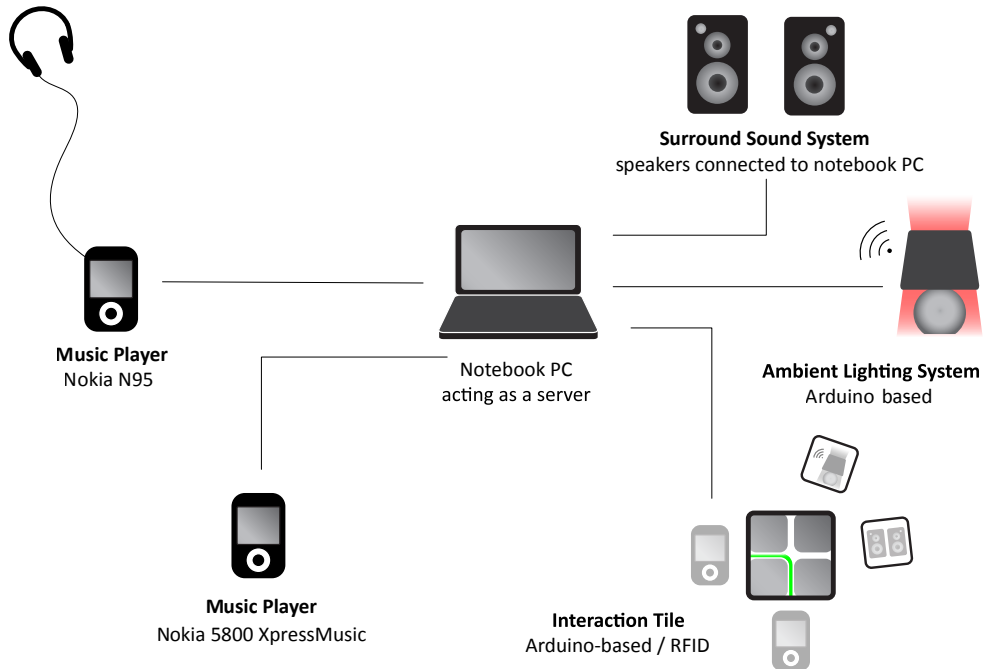 Surround Sound System
speakers connected to notebook PC
Music Player
Nokia N95
Notebook PC
acting as a server
Ambient Lighting System
Arduino based
Music Player
Nokia 5800 XpressMusic
Interaction Tile
Arduino-based / RFID